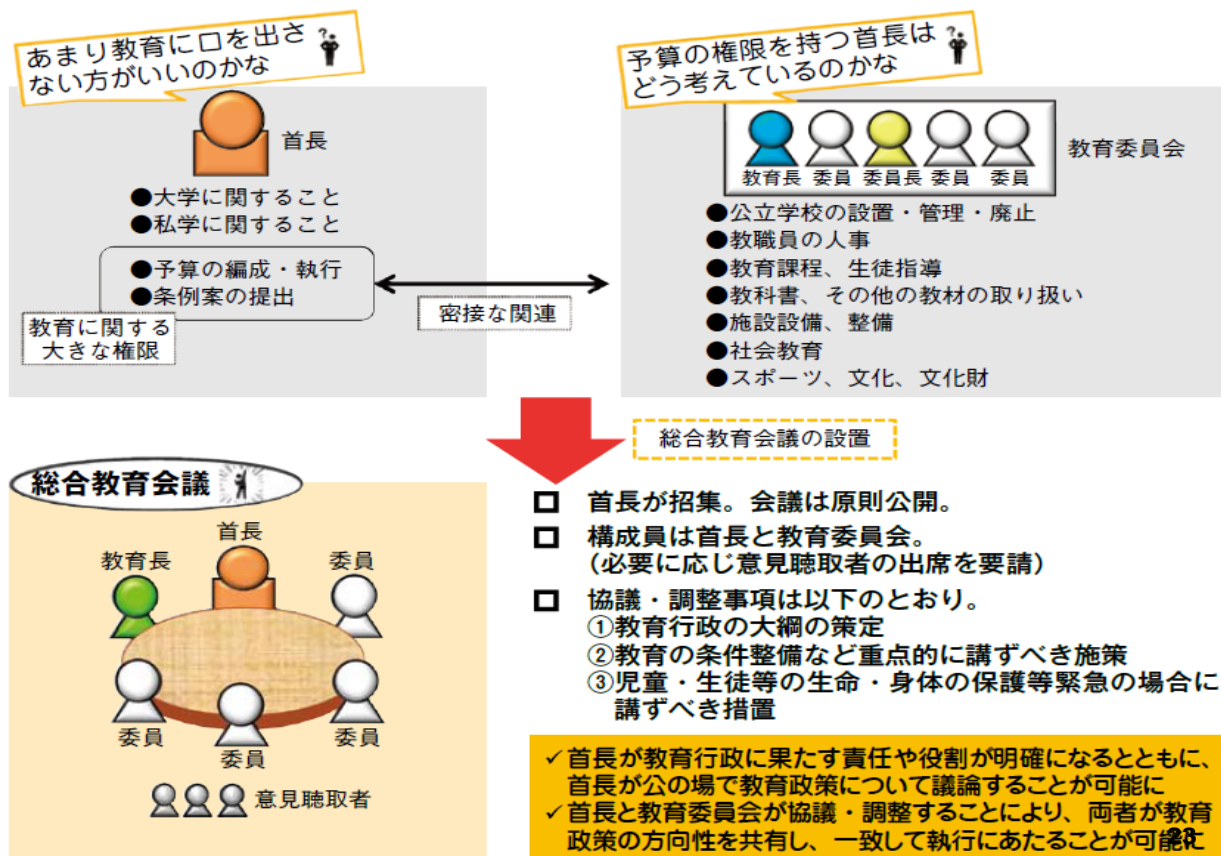 あまり教育に口を出さ
ない方がいいのかな
首長
●大学に関すること
●私学に関すること
●予算の編成・執行
●条例案の提出
教育に関する
大きな権限
密接な関連
予算の権限を持つ首長は
どう考えているのかな
教育長 委員 委員長 委員 委員
教育委員会
●公立学校の設置・管理・廃止
●教職員の人事
●教育課程、生徒指導
●教科書、その他の教材の取り扱い
●施設設備、整備
●社会教育
●スポーツ、文化、文化財
総合教育会議の設置
総合教育会議
首長
教育長
委員
委員
委員
委員
意見聴取者
首長が招集。会議は原則公開。
構成員は首長と教育委員会。
(必要に応じ意見聴取者の出席を要請)
協議・調整事項は以下のとおり。
①教育行政の大綱の策定
②教育の条件整備など重点的に講ずべき施策
③児童・生徒等の生命・身体の保護等緊急の場合に
講ずべき措置
✓首長が教育行政に果たす責任や役割が明確になるとともに、
首長が公の場で教育政策について議論することが可能に
✓首長と教育委員会が協議・調整することにより、両者が教育
政策の方向性を共有し、一致して執行にあたることが可能に
23